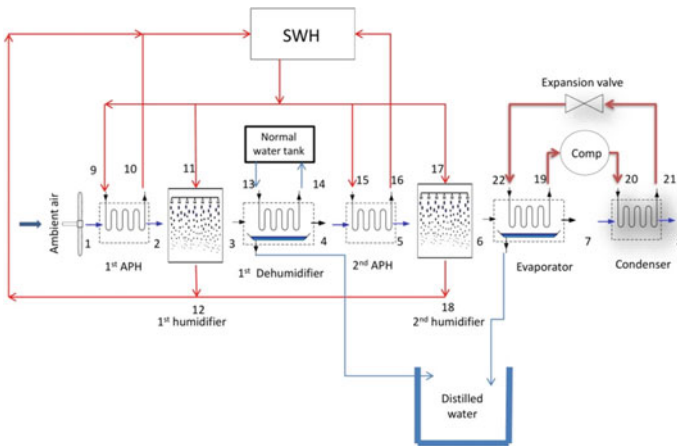 SWH
Expansion valve
Normal
water tank
Comp
9
10
11
13
14
15
16
17
22
19
20
21
Ambient air
1
2
3
4
5
6
7
1st APH
1st Dehumidifier
2nd APH
Evaporator
Condenser
12
1st humidifier
18
2nd humidifier
Distilled
water